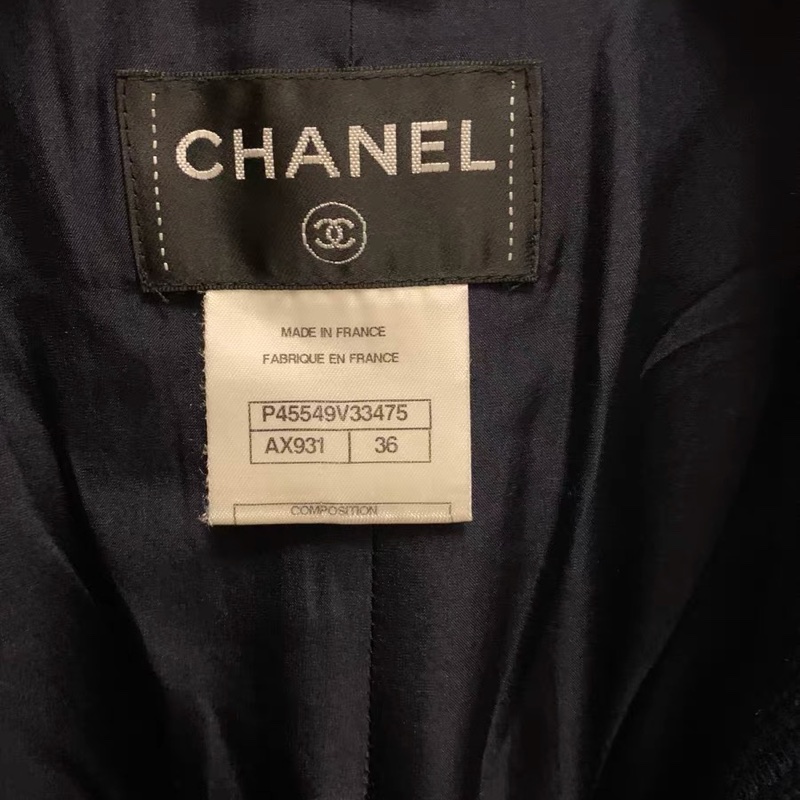 CHANEL
MADE IN FRANCE
FABRIQUE EN FRANCE
P45549V33475
AX931 36
COMPOSITION